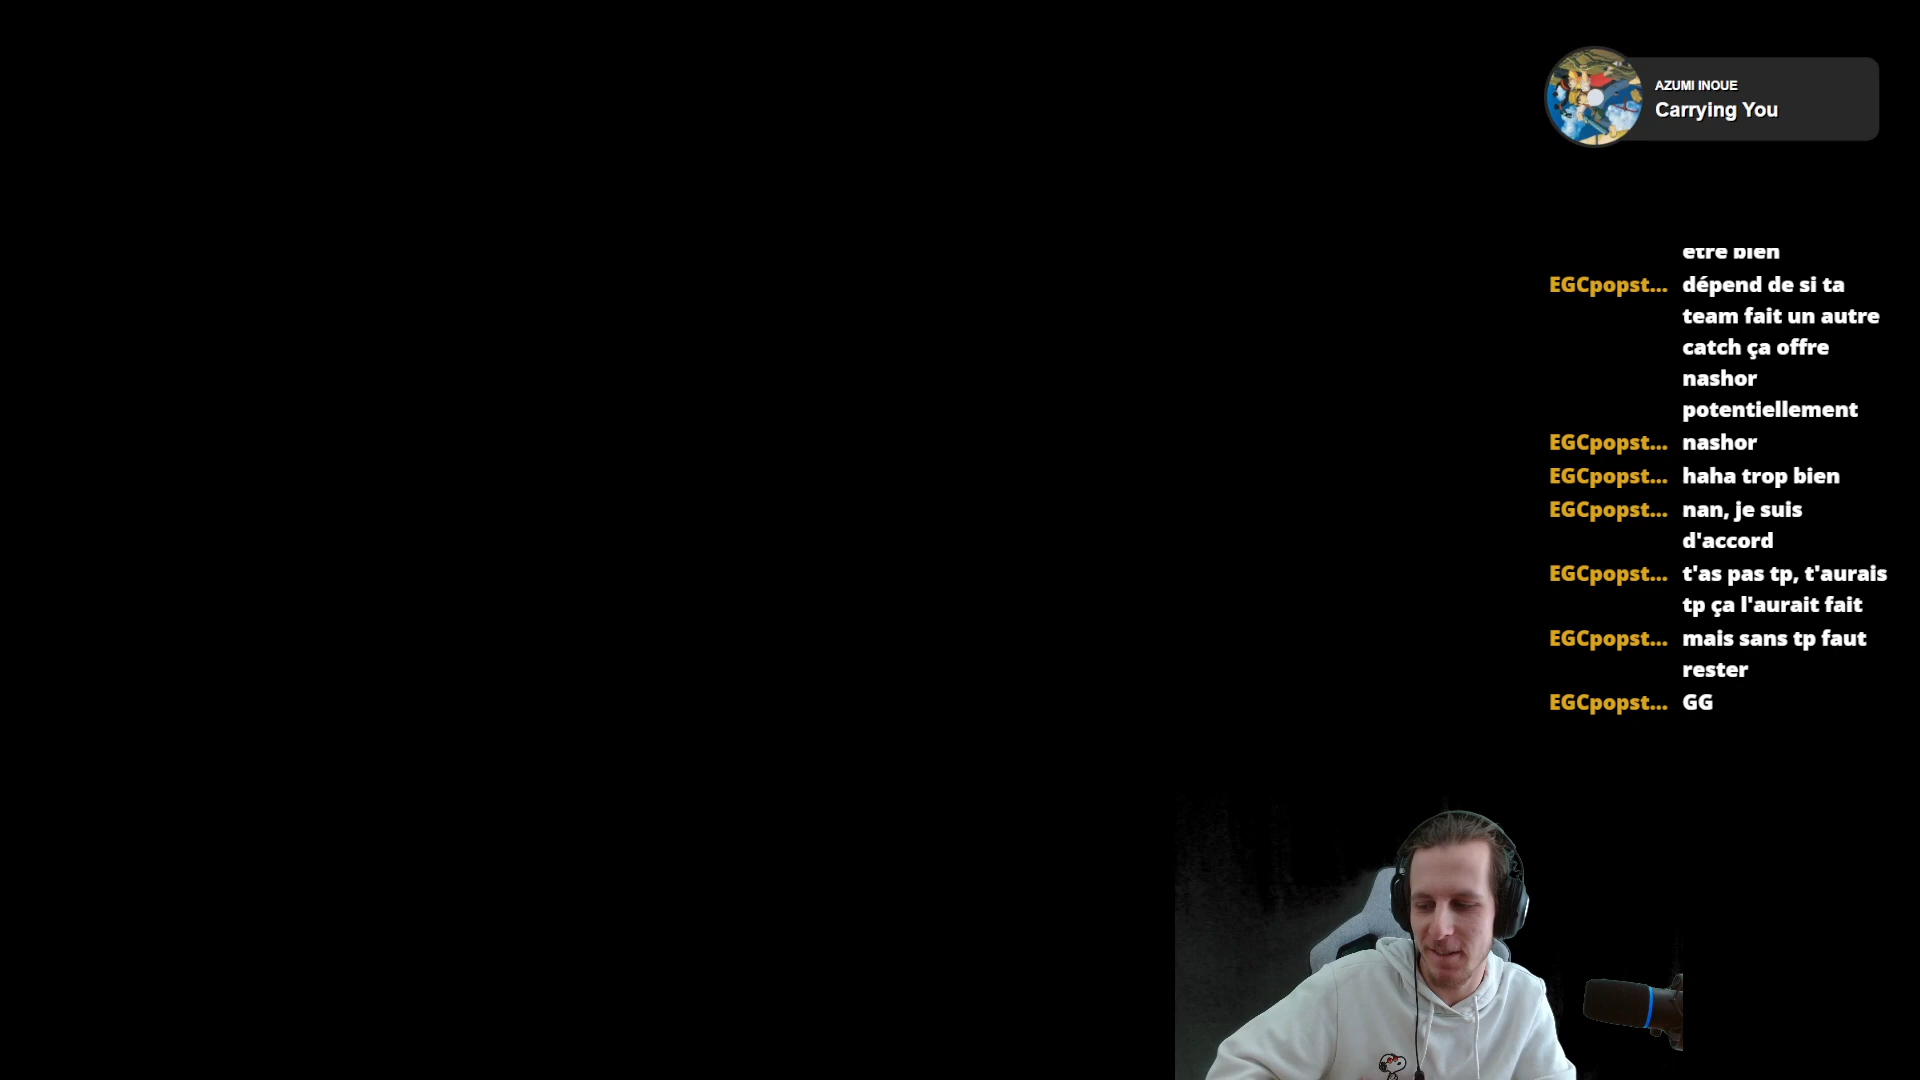 AZUMI INOUE
Carrying You
être bien
EGCpopst... dépend de si ta
team fait un autre
catch ça offre
nashor
potentiellement
EGCpopst... nashor
EGCpopst... haha trop bien
EGCpopst... nan, je suis
d'accord
EGCpopst... t'as pas tp, t'aurais
tp ça l'aurait fait
EGCpopst... mais sans tp faut
rester
EGCpopst... GG